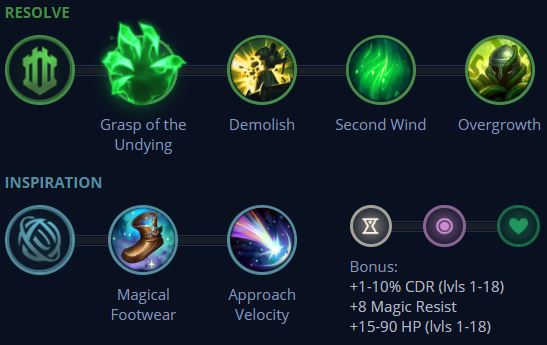 RESOLVE
Grasp of the
Undying
Demolish
Second Wind
Overgrowth
INSPIRATION
Magical
Footwear
Approach
Velocity
Bonus:
+1-10% CDR (lvls 1-18)
+8 Magic Resist
+15-90 HP (lvls 1-18)